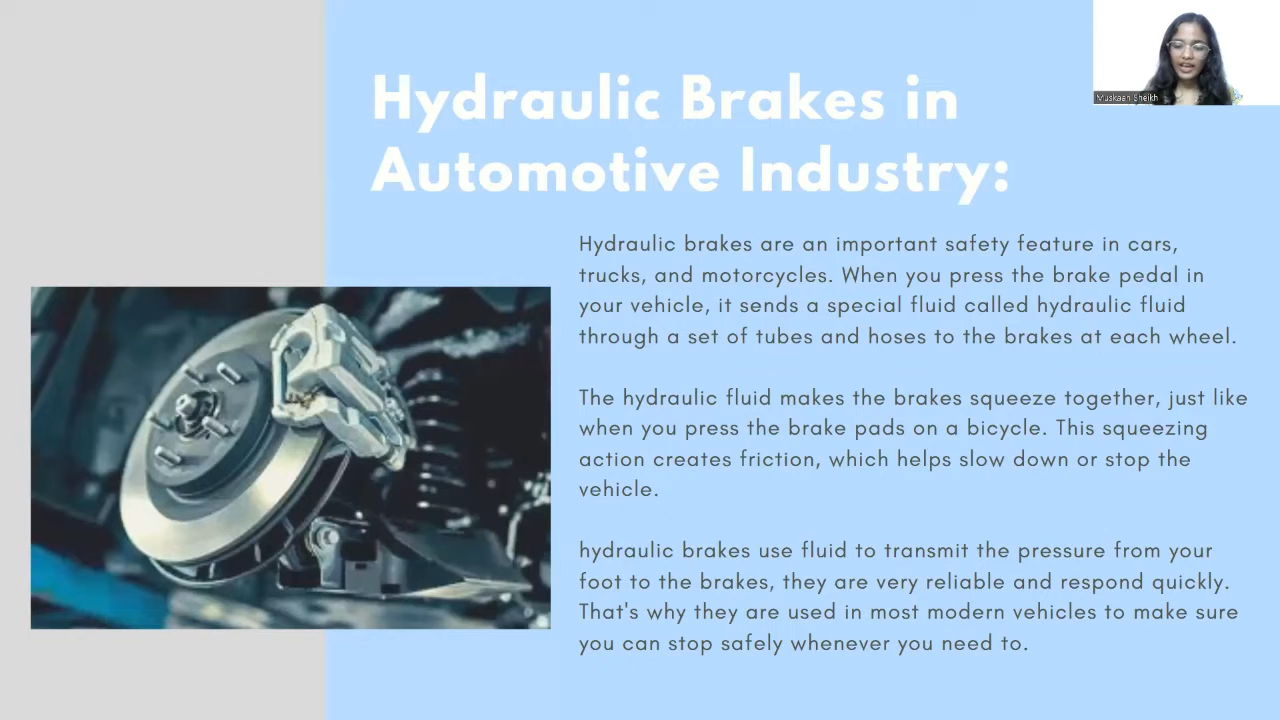 Hydraulic Brakes in
Automotive Industry:
Muskaan Sheikh
Hydraulic brakes are an important safety feature in cars,
trucks, and motorcycles. When you press the brake pedal in
your vehicle, it sends a special fluid called hydraulic fluid
through a set of tubes and hoses to the brakes at each wheel.
The hydraulic fluid makes the brakes squeeze together, just like
when you press the brake pads on a bicycle. This squeezing
action creates friction, which helps slow down or stop the
vehicle.
hydraulic brakes use fluid to transmit the pressure from your
foot to the brakes, they are very reliable and respond quickly.
That's why they are used in most modern vehicles to make sure
you can stop safely whenever you need to.